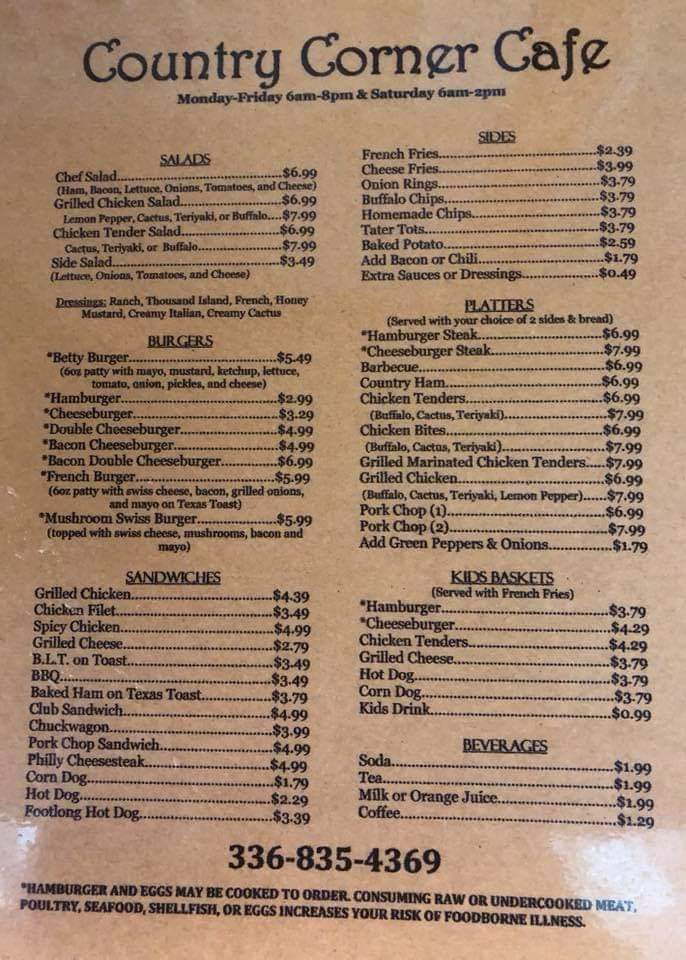 Country Corner Cafe
Monday-Friday 6am-8pm & Saturday 6am-2pm
SALADS
Chef Salad....................................$6.99
(Ham, Bacon, Lettuce, Onions, Tomatoes, and Cheese)
Grilled Chicken Salad......................$6.99
Lemon Pepper, Cactus, Teriyaki, or Buffalo....$7.99
Chicken Tender Salad......................$6.99
Cactus, Teriyaki, or Buffalo..................$7.99
Side Salad....................................$3.49
(Lettuce, Onions, Tomatoes, and Cheese)
Dressings: Ranch, Thousand Island, French, Honey
Mustard, Creamy Italian, Creamy Cactus
BURGERS
*Betty Burger................................$5.49
(6oz patty with mayo, mustard, ketchup, lettuce,
tomato, onion, pickles, and cheese)
*Hamburger................................$2.99
*Cheeseburger..............................$3.29
*Double Cheeseburger....................$4.99
*Bacon Cheeseburger......................$4.99
*Bacon Double Cheeseburger............$6.99
*French Burger..............................$5.99
(6oz patty with swiss cheese, bacon, grilled onions,
and mayo on Texas Toast)
*Mushroom Swiss Burger.................$5.99
(topped with swiss cheese, mushrooms, bacon and
mayo)
SANDWICHES
Grilled Chicken..............................$4.39
Chicken Filet.................................$3.49
Spicy Chicken................................$4.99
Grilled Cheese................................$2.79
B.L.T. on Toast...............................$3.49
BBQ............................................$3.49
Baked Ham on Texas Toast...............$3.79
Club Sandwich...............................$4.99
Chuckwagon..................................$3.99
Pork Chop Sandwich.......................$4.99
Philly Cheesesteak..........................$4.99
Corn Dog......................................$1.79
Hot Dog........................................$2.29
Footlong Hot Dog...........................$3.39
SIDES
French Fries..................................$2.39
Cheese Fries..................................$3.99
Onion Rings..................................$3.79
Buffalo Chips.................................$3.79
Homemade Chips...........................$3.79
Tater Tots.....................................$3.79
Baked Potato.................................$2.59
Add Bacon or Chili..........................$1.79
Extra Sauces or Dressings................$0.49
PLATTERS
(Served with your choice of 2 sides & bread)
*Hamburger Steak..........................$6.99
*Cheeseburger Steak.......................$7.99
Barbecue......................................$6.99
Country Ham................................$6.99
Chicken Tenders............................$6.99
(Buffalo, Cactus, Teriyaki)....................$7.99
Chicken Bites................................$6.99
(Buffalo, Cactus, Teriyaki)....................$7.99
Grilled Marinated Chicken Tenders.....$7.99
Grilled Chicken..............................$6.99
(Buffalo, Cactus, Teriyaki, Lemon Pepper)......$7.99
Pork Chop (1)................................$6.99
Pork Chop (2)................................$7.99
Add Green Peppers & Onions.............$1.79
KIDS BASKETS
(Served with French Fries)
*Hamburger..................................$3.79
*Cheeseburger...............................$4.29
Chicken Tenders............................$4.29
Grilled Cheese...............................$3.79
Hot Dog.......................................$3.79
Corn Dog......................................$3.79
Kids Drink....................................$0.99
BEVERAGES
Soda............................................$1.99
Tea..............................................$1.99
Milk or Orange Juice.......................$1.99
Coffee..........................................$1.29
336-835-4369
*HAMBURGER AND EGGS MAY BE COOKED TO ORDER. CONSUMING RAW OR UNDERCOOKED MEAT,
POULTRY, SEAFOOD, SHELLFISH, OR EGGS INCREASES YOUR RISK OF FOODBORNE ILLNESS.